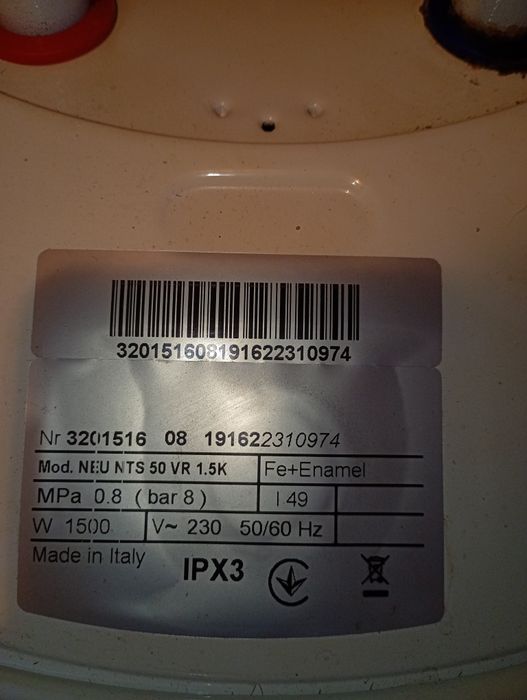 320151608191622310974
Nr 3201516 08 191622310974
Mod. NEU NTS 50 VR 1.5K Fe+Enamel
MPa 0.8 (bar 8) l 49
W 1500 V~ 230 50/60 Hz
Made in Italy
IPX3